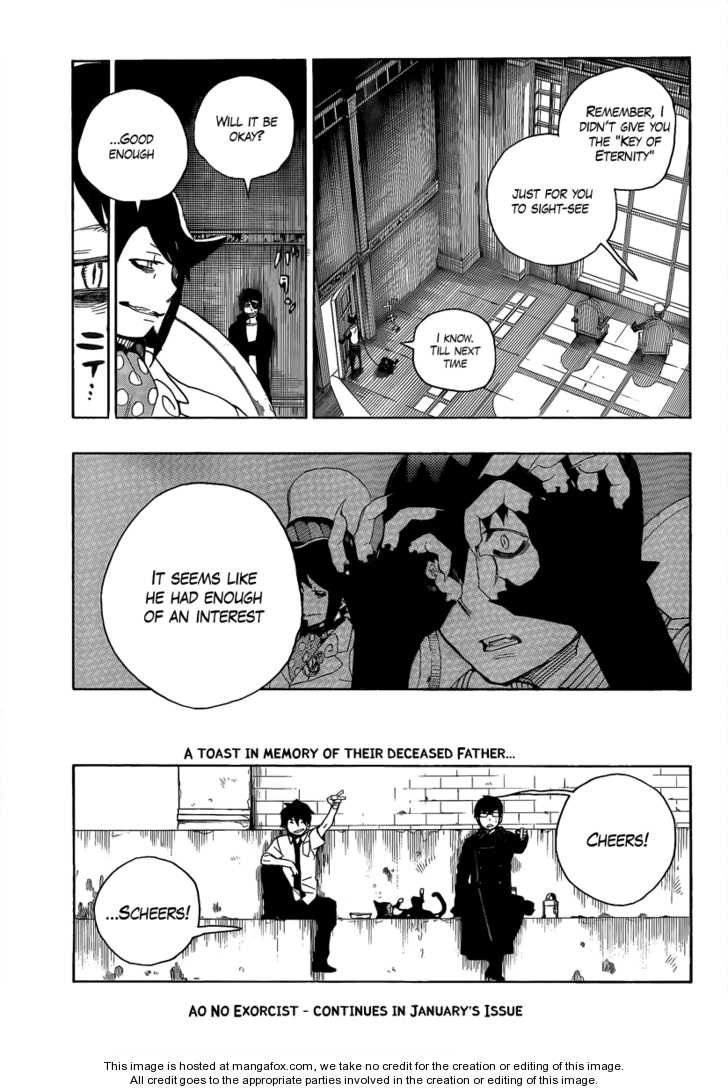 REMEMBER, I
DIDN'T GIVE YOU
THE "KEY OF
ETERNITY"
JUST FOR YOU
TO SIGHT-SEE
I KNOW.
TILL NEXT
TIME
WILL IT BE
OKAY?
...GOOD
ENOUGH
IT SEEMS LIKE
HE HAD ENOUGH
OF AN INTEREST
A TOAST IN MEMORY OF THEIR DECEASED FATHER...
CHEERS!
...SCHEERS!
AO NO EXORCIST - CONTINUES IN JANUARY'S ISSUE
This image is hosted at mangafox.com, we take no credit for the creation or editing of this image.
All credit goes to the appropriate parties involved in the creation or editing of this image.